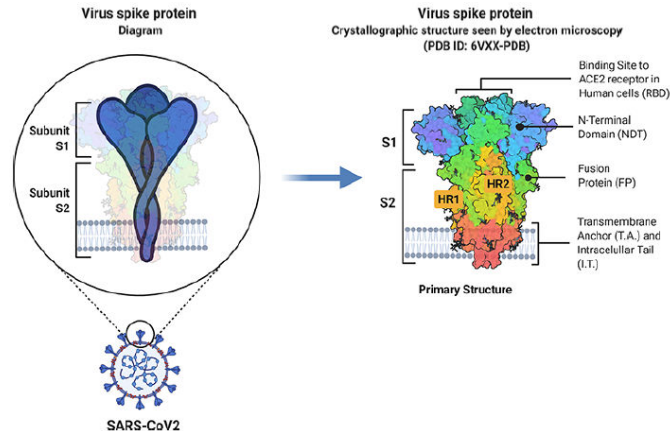 Virus spike protein
Diagram
Subunit
S1
Subunit
S2
SARS-CoV2
Virus spike protein
Crystallographic structure seen by electron microscopy
(PDB ID: 6VXX-PDB)
S1
S2
HR1
HR2
Binding Site to
ACE2 receptor in
Human cells (RBD)
N-Terminal
Domain (NDT)
Fusion
Protein (FP)
Transmembrane
Anchor (T.A.) and
Intracelular Tail
(I.T.)
Primary Structure